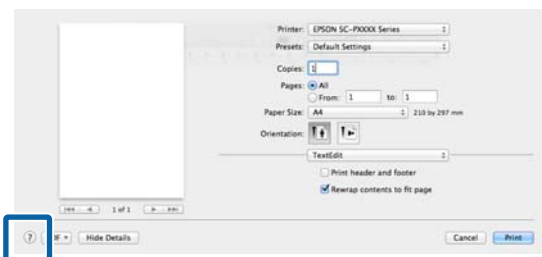 Printer: EPSON SC-PXXXX Series
Presets: Default Settings
Copies: 1
Pages: All
From: 1 to: 1
Paper Size: A4 210 by 297 mm
Orientation:
TextEdit
Print header and footer
Rewrap contents to fit page
1 of 1
? Hide Details Cancel Print